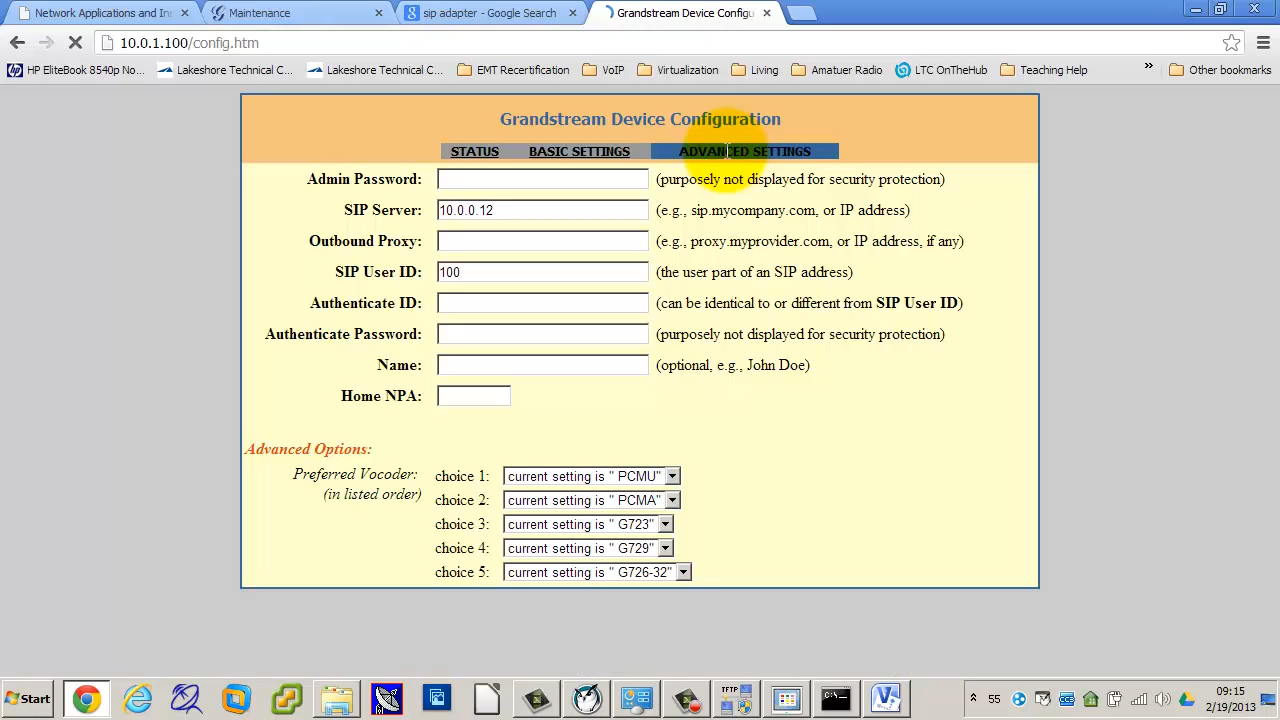 Network Applications and In
Maintenance
sip adapter - Google Search
Grandstream Device Configu
10.0.1.100/config.htm
HP EliteBook 8540p No...
Lakeshore Technical C...
Lakeshore Technical C...
EMT Recertification
VoIP
Virtualization
Living
Amatuer Radio
LTC OnTheHub
Teaching Help
»
Other bookmarks
Grandstream Device Configuration
STATUS BASIC SETTINGS ADVANCED SETTINGS
Admin Password: (purposely not displayed for security protection)
SIP Server: 10.0.0.12 (e.g., sip.mycompany.com, or IP address)
Outbound Proxy: (e.g., proxy.myprovider.com, or IP address, if any)
SIP User ID: 100 (the user part of an SIP address)
Authenticate ID: (can be identical to or different from SIP User ID)
Authenticate Password: (purposely not displayed for security protection)
Name: (optional, e.g., John Doe)
Home NPA:
Advanced Options:
Preferred Vocoder:
(in listed order)
choice 1: current setting is " PCMU"
choice 2: current setting is " PCMA"
choice 3: current setting is " G723"
choice 4: current setting is " G729"
choice 5: current setting is " G726-32"
Start
TFTP
55
09:15
2/19/2013